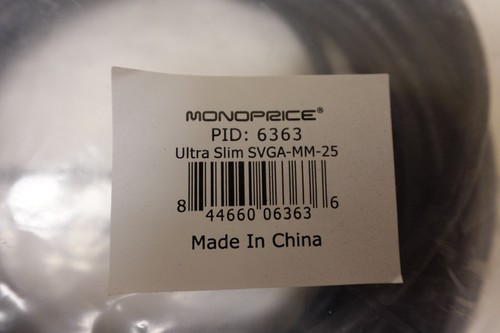 MONOPRICE®
PID: 6363
Ultra Slim SVGA-MM-25
8 44660 06363 6
Made In China